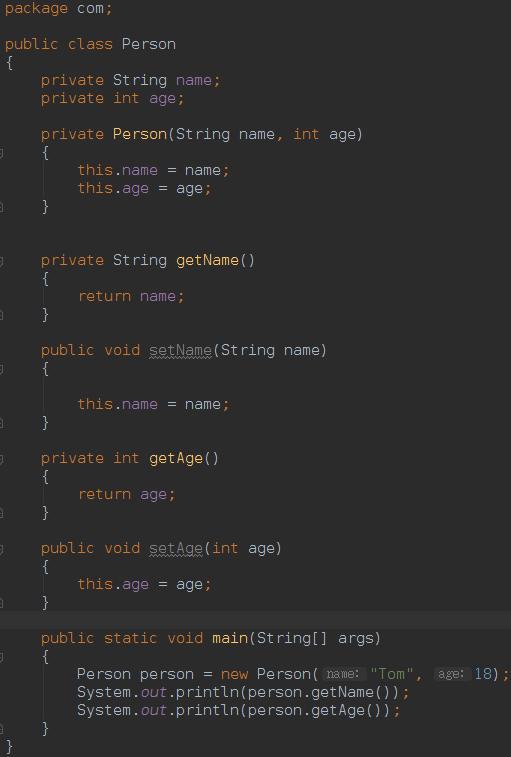 package com;
public class Person
{
private String name;
private int age;
private Person(String name, int age)
{
this.name = name;
this.age = age;
}
private String getName()
{
return name;
}
public void setName(String name)
{
this.name = name;
}
private int getAge()
{
return age;
}
public void setAge(int age)
{
this.age = age;
}
public static void main(String[] args)
{
Person person = new Person( name: "Tom", age: 18);
System.out.println(person.getName());
System.out.println(person.getAge());
}
}